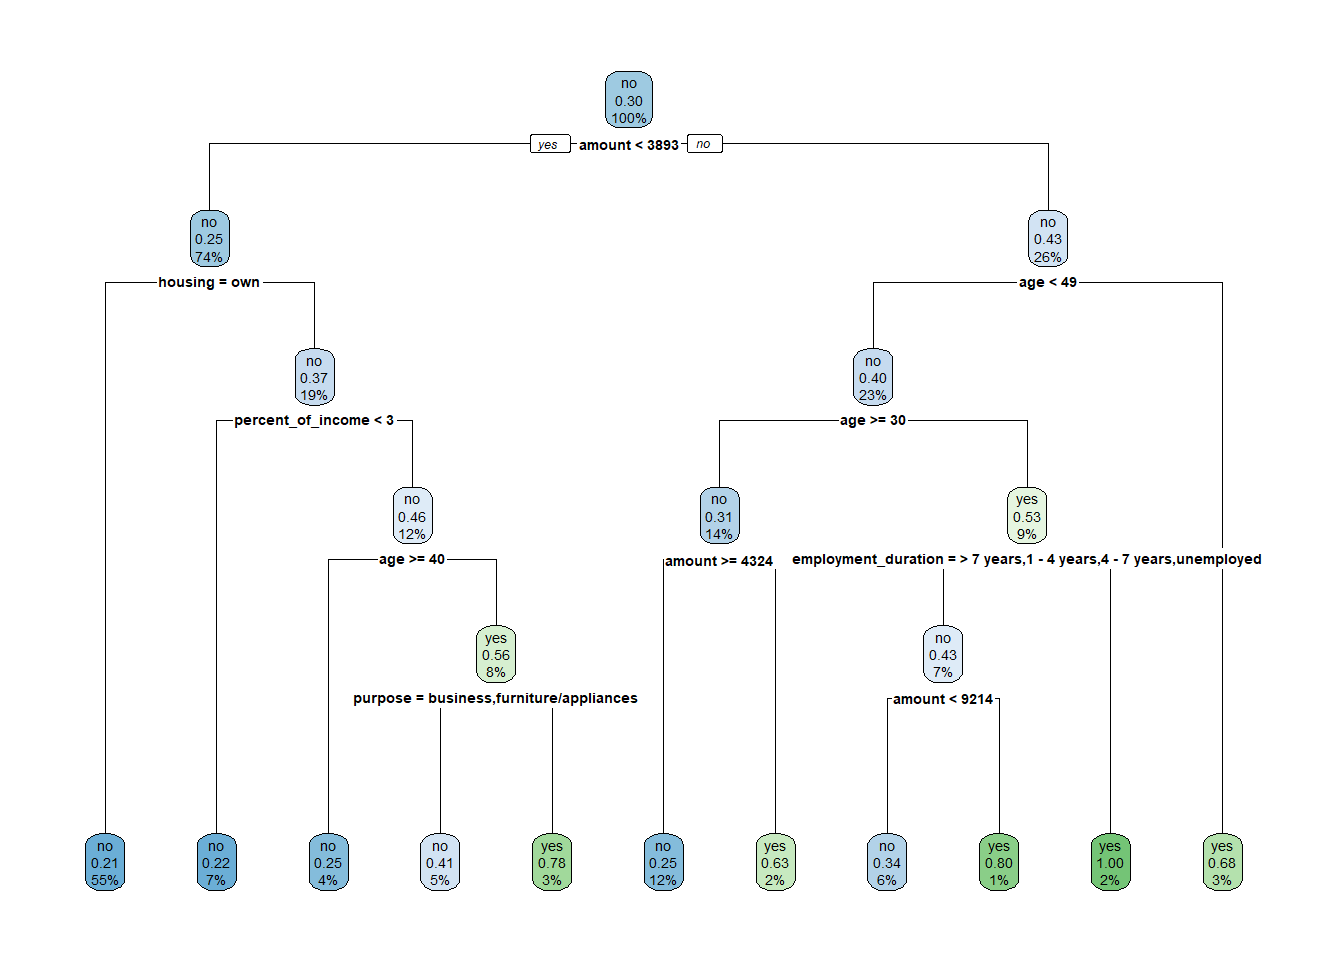 no
0.30
100%
yes amount < 3893 no
no
0.25
74%
no
0.43
26%
housing = own
age < 49
no
0.37
19%
no
0.40
23%
percent_of_income < 3
age >= 30
no
0.46
12%
no
0.31
14%
yes
0.53
9%
age >= 40
amount >= 4324
employment_duration = > 7 years,1 - 4 years,4 - 7 years,unemployed
yes
0.56
8%
no
0.43
7%
purpose = business,furniture/appliances
amount < 9214
no
0.21
55%
no
0.22
7%
no
0.25
4%
no
0.41
5%
yes
0.78
3%
no
0.25
12%
yes
0.63
2%
no
0.34
6%
yes
0.80
1%
yes
1.00
2%
yes
0.68
3%